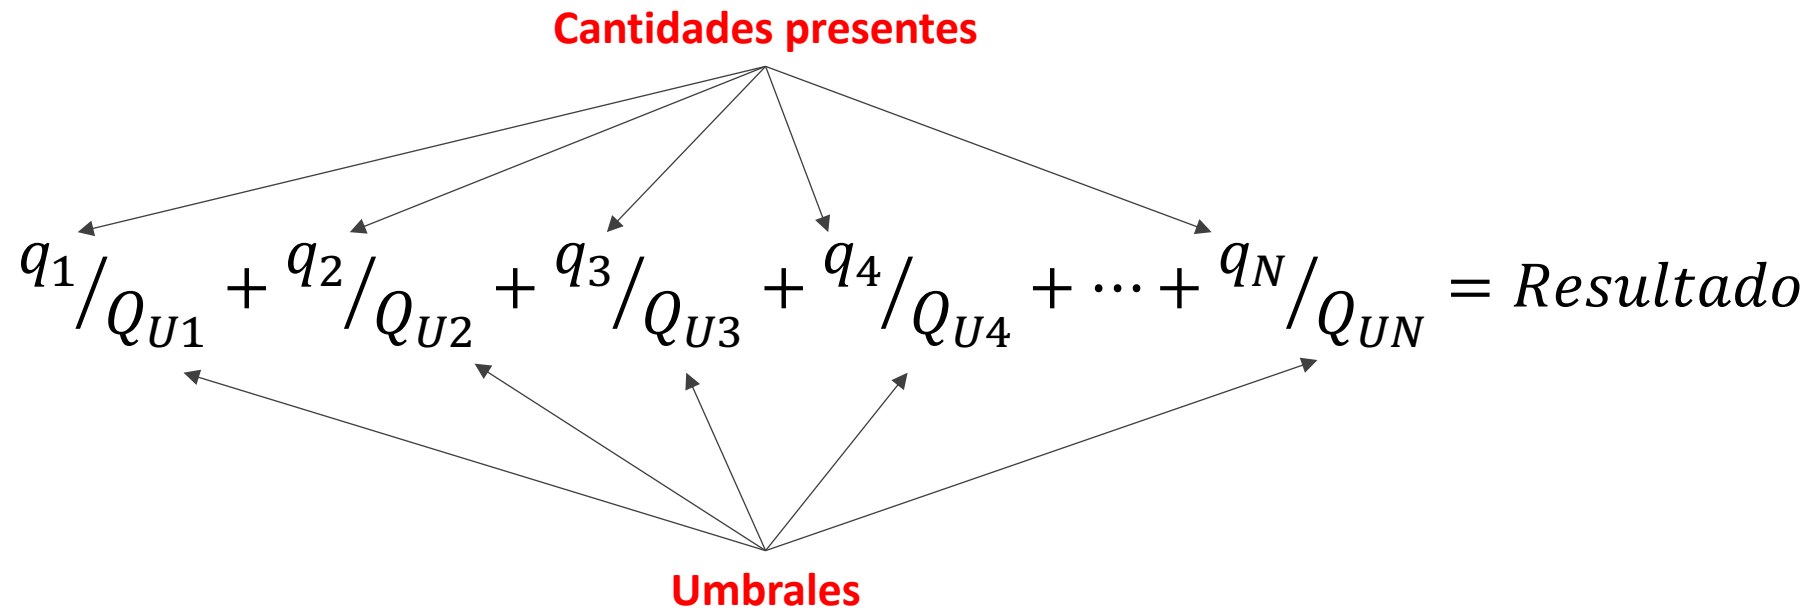 Cantidades presentes
q1/QU1 + q2/QU2 + q3/QU3 + q4/QU4 + ⋯ + qN/QUN = Resultado
Umbrales